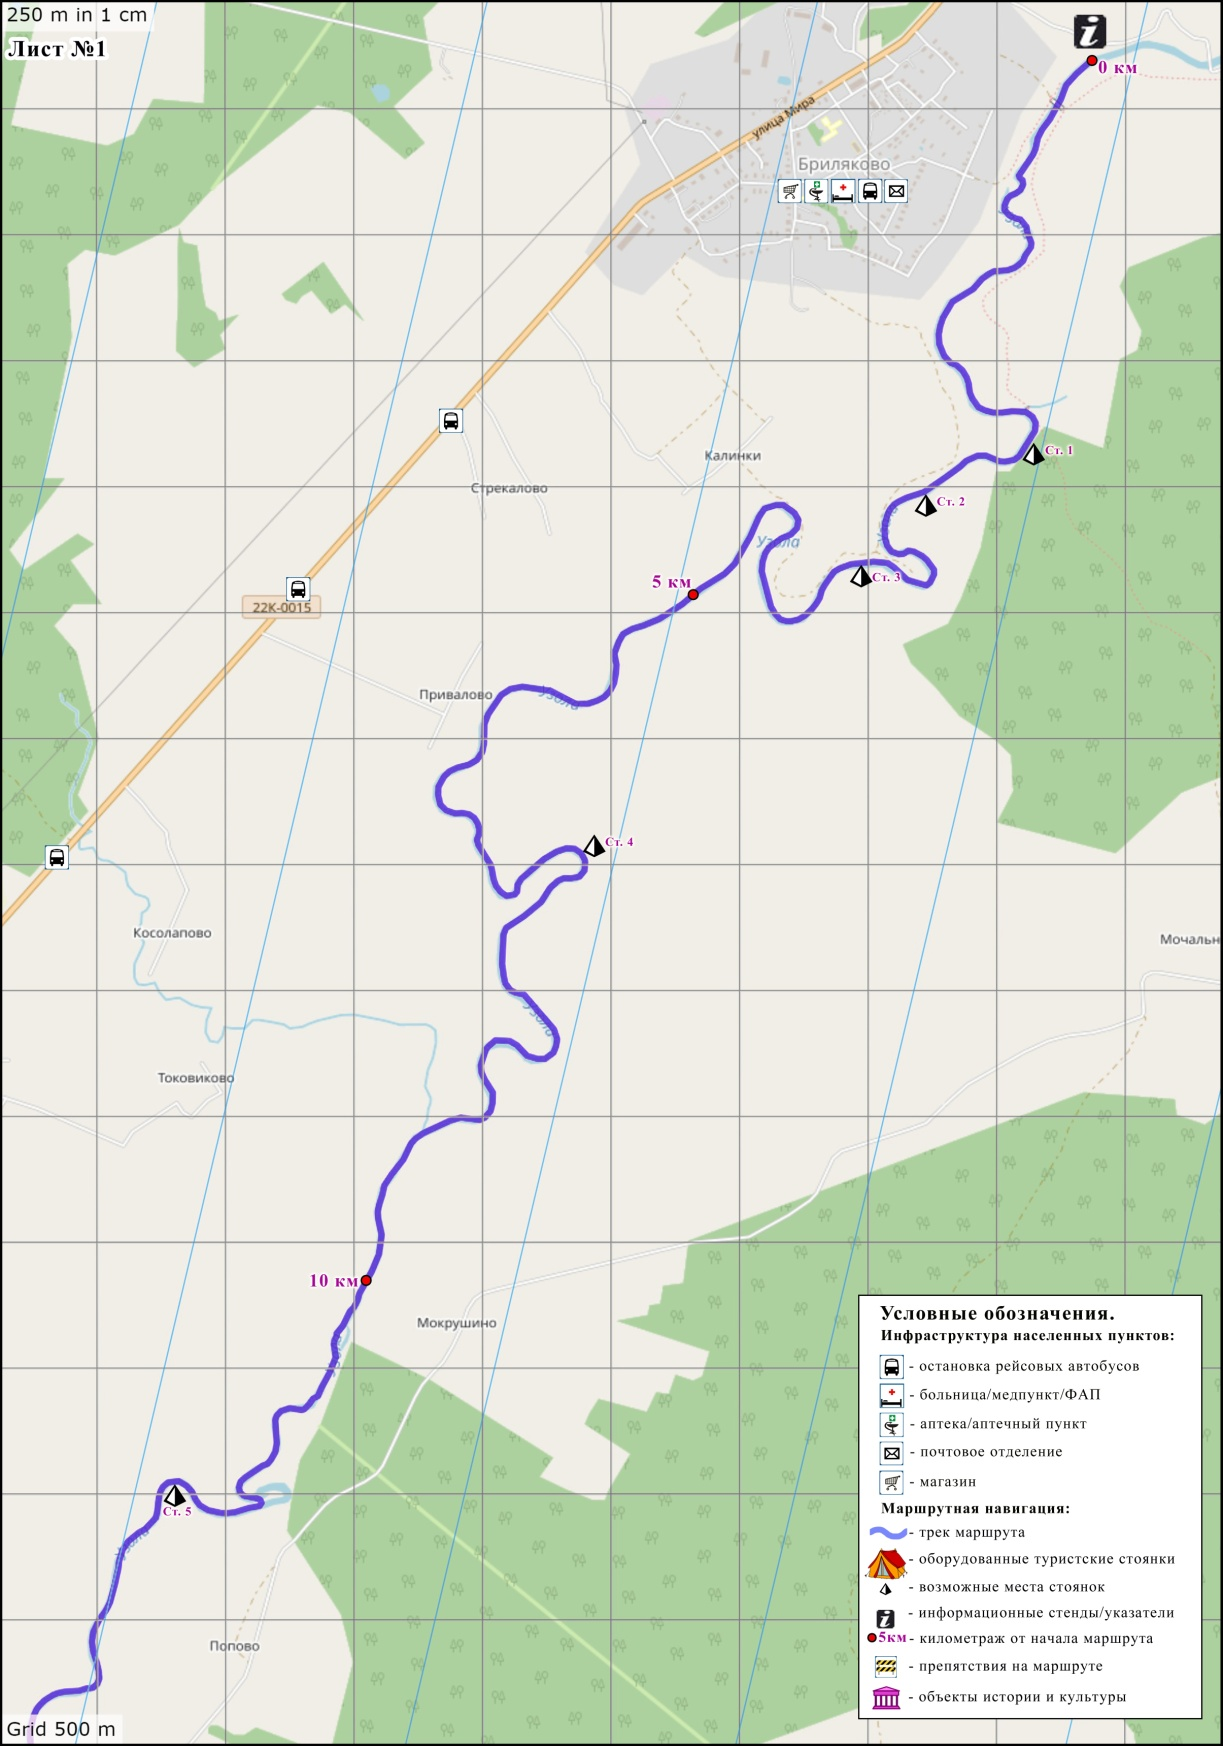 250 m in 1 cm
Лист №1
0 км
улица Мира
Бриляково
Узола
Ст. 1
Калинки
Стрекалово
Ст. 2
Узола
Узола
Ст. 3
5 км
22К-0015
Привалово
Узола
Ст. 4
Косолапово
Мочальн
Узола
Токовиково
10 км
Мокрушино
Узола
Ст. 5
Узола
Попово
Условные обозначения.
Инфраструктура населенных пунктов:
- остановка рейсовых автобусов
- больница/медпункт/ФАП
- аптека/аптечный пункт
- почтовое отделение
- магазин
Маршрутная навигация:
- трек маршрута
- оборудованные туристские стоянки
- возможные места стоянок
- информационные стенды/указатели
5км - километраж от начала маршрута
- препятствия на маршруте
- объекты истории и культуры
Grid 500 m